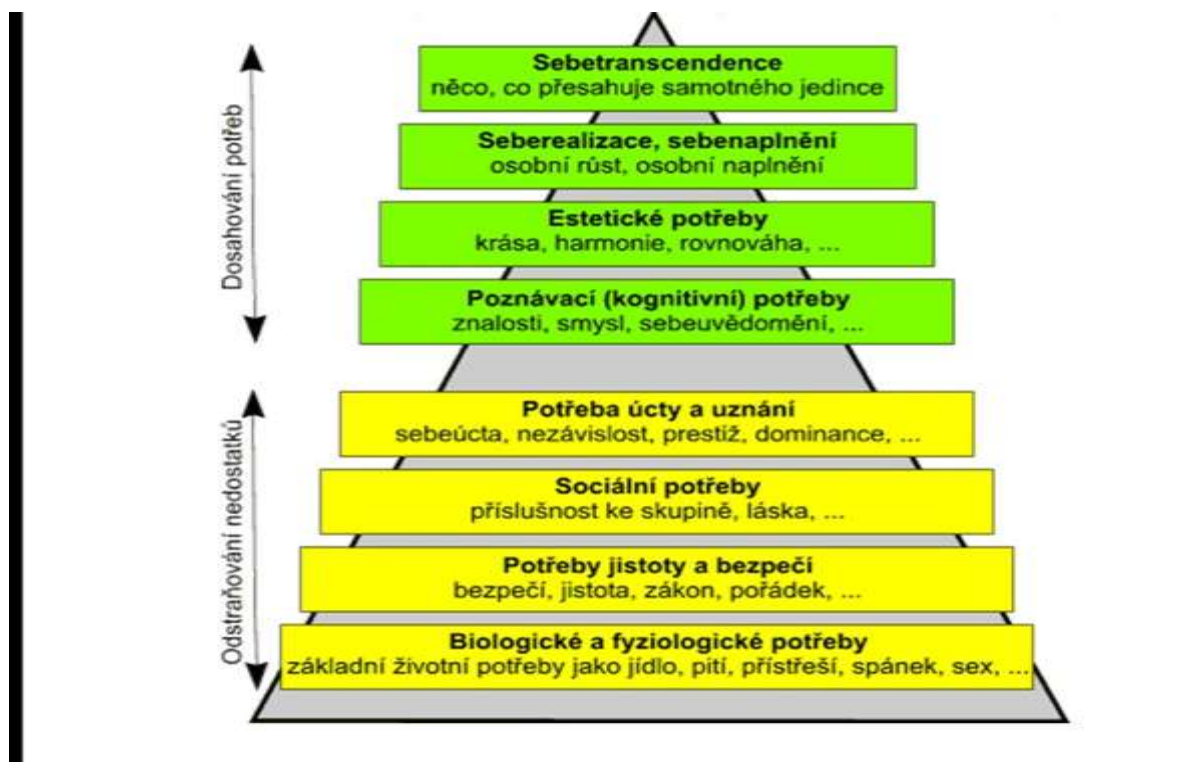 Sebetranscendence
něco, co přesahuje samotného jedince
Seberealizace, sebenaplnění
osobní růst, osobní naplnění
Estetické potřeby
krása, harmonie, rovnováha, ...
Poznávací (kognitivní) potřeby
znalosti, smysl, sebeuvědomění, ...
Dosahování potřeb
Potřeba úcty a uznání
sebeúcta, nezávislost, prestiž, dominance, ...
Sociální potřeby
příslušnost ke skupině, láska, ...
Potřeby jistoty a bezpečí
bezpečí, jistota, zákon, pořádek, ...
Biologické a fyziologické potřeby
základní životní potřeby jako jídlo, pití, přístřeší, spánek, sex, ...
Odstraňování nedostatků